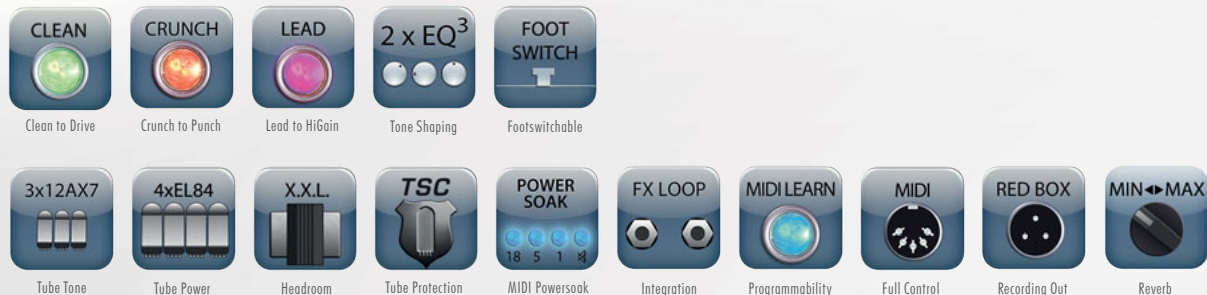 CLEAN
CRUNCH
LEAD
2 x EQ³
FOOT
SWITCH
Clean to Drive
Crunch to Punch
Lead to HiGain
Tone Shaping
Footswitchable
3x12AX7
4xEL84
X.X.L.
TSC
POWER
SOAK
18 5 1
FX LOOP
MIDI LEARN
MIDI
RED BOX
MIN◄►MAX
Tube Tone
Tube Power
Headroom
Tube Protection
MIDI Powersoak
Integration
Programmability
Full Control
Recording Out
Reverb